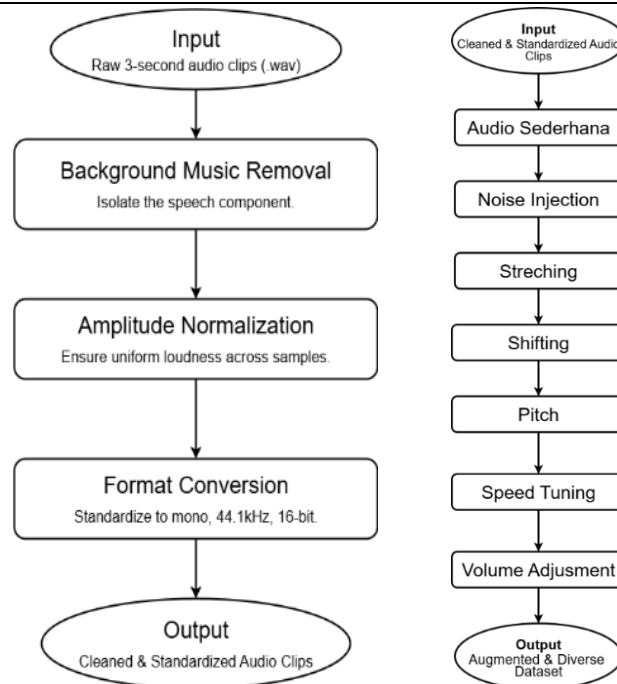 Input
Raw 3-second audio clips (.wav)
Background Music Removal
Isolate the speech component.
Amplitude Normalization
Ensure uniform loudness across samples.
Format Conversion
Standardize to mono, 44.1kHz, 16-bit.
Output
Cleaned & Standardized Audio Clips
Input
Cleaned & Standardized Audio
Clips
Audio Sederhana
Noise Injection
Streching
Shifting
Pitch
Speed Tuning
Volume Adjusment
Output
Augmented & Diverse
Dataset